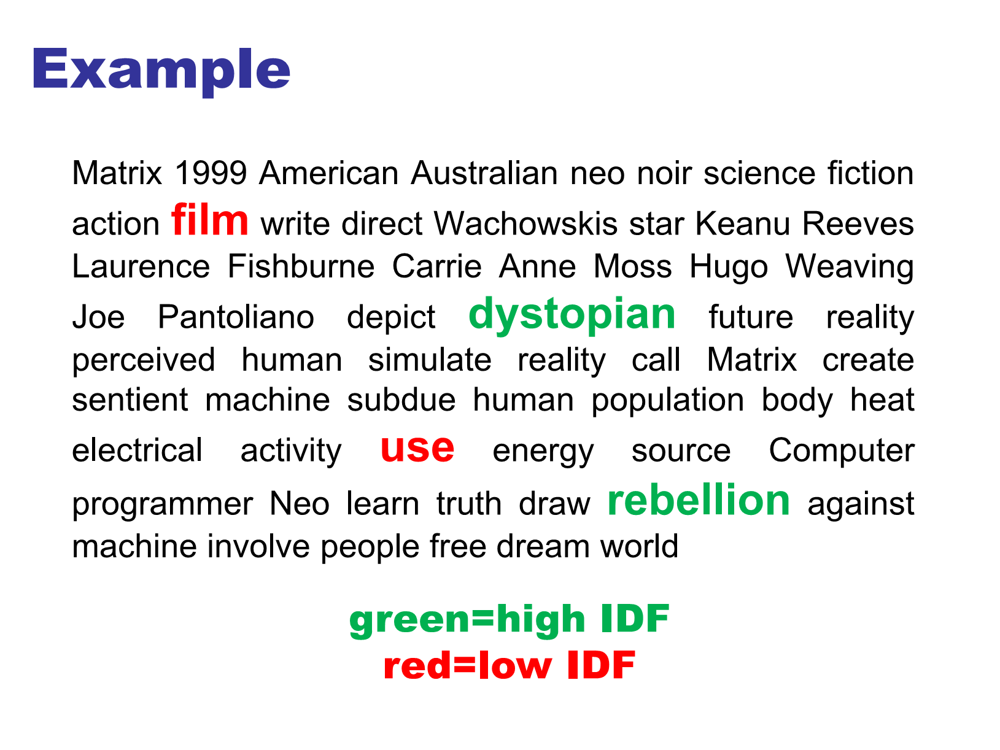 Example
Matrix 1999 American Australian neo noir science fiction
action film write direct Wachowskis star Keanu Reeves
Laurence Fishburne Carrie Anne Moss Hugo Weaving
Joe Pantoliano depict dystopian future reality
perceived human simulate reality call Matrix create
sentient machine subdue human population body heat
electrical activity use energy source Computer
programmer Neo learn truth draw rebellion against
machine involve people free dream world
green=high IDF
red=low IDF